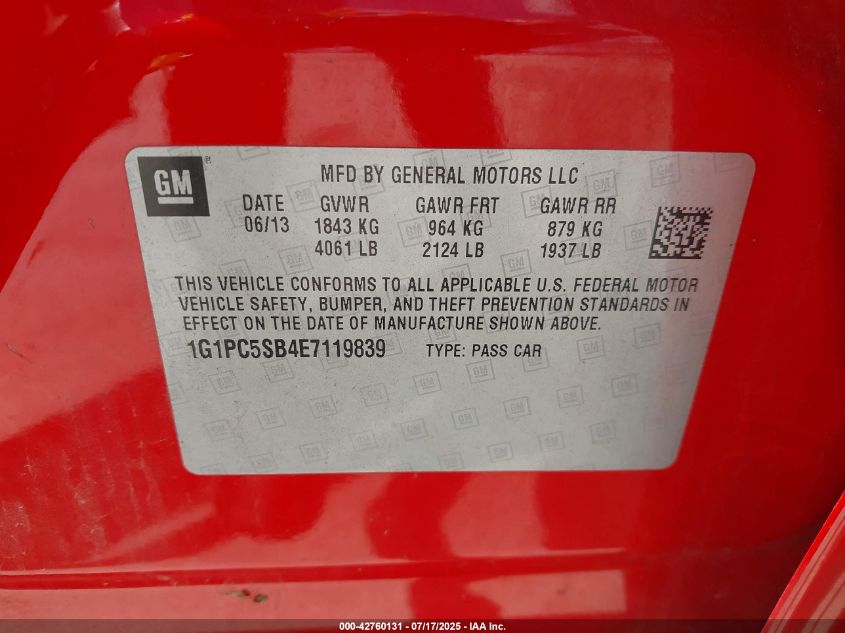 GM
MFD BY GENERAL MOTORS LLC
DATE GVWR GAWR FRT GAWR RR
06/13 1843 KG 964 KG 879 KG
4061 LB 2124 LB 1937 LB
THIS VEHICLE CONFORMS TO ALL APPLICABLE U.S. FEDERAL MOTOR
VEHICLE SAFETY, BUMPER, AND THEFT PREVENTION STANDARDS IN
EFFECT ON THE DATE OF MANUFACTURE SHOWN ABOVE.
1G1PC5SB4E7119839 TYPE: PASS CAR
000-42760131 - 07/17/2025 - IAA Inc.